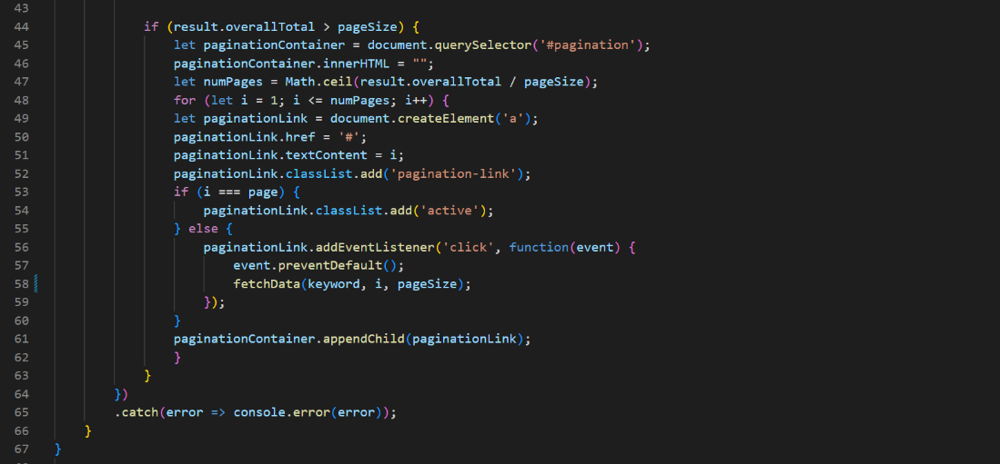 43
44 if (result.overallTotal > pageSize) {
45 let paginationContainer = document.querySelector('#pagination');
46 paginationContainer.innerHTML = "";
47 let numPages = Math.ceil(result.overallTotal / pageSize);
48 for (let i = 1; i <= numPages; i++) {
49 let paginationLink = document.createElement('a');
50 paginationLink.href = '#';
51 paginationLink.textContent = i;
52 paginationLink.classList.add('pagination-link');
53 if (i === page) {
54 paginationLink.classList.add('active');
55 } else {
56 paginationLink.addEventListener('click', function(event) {
57 event.preventDefault();
58 fetchData(keyword, i, pageSize);
59 });
60 }
61 paginationContainer.appendChild(paginationLink);
62 }
63 }
64 })
65 .catch(error => console.error(error));
66 }
67 }